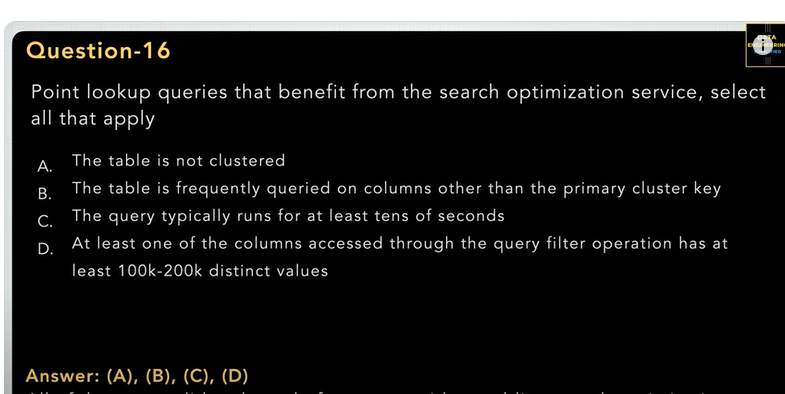 Question-16
Point lookup queries that benefit from the search optimization service, select
all that apply
A. The table is not clustered
B. The table is frequently queried on columns other than the primary cluster key
C. The query typically runs for at least tens of seconds
D. At least one of the columns accessed through the query filter operation has at
least 100k-200k distinct values
Answer: (A), (B), (C), (D)